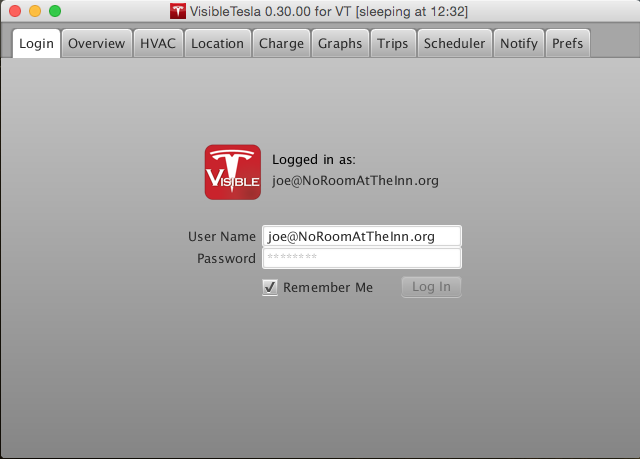 VisibleTesla 0.30.00 for VT [sleeping at 12:32]
Login Overview HVAC Location Charge Graphs Trips Scheduler Notify Prefs
VISIBLE
Logged in as:
joe@NoRoomAtTheInn.org
User Name joe@NoRoomAtTheInn.org
Password ********
Remember Me Log In